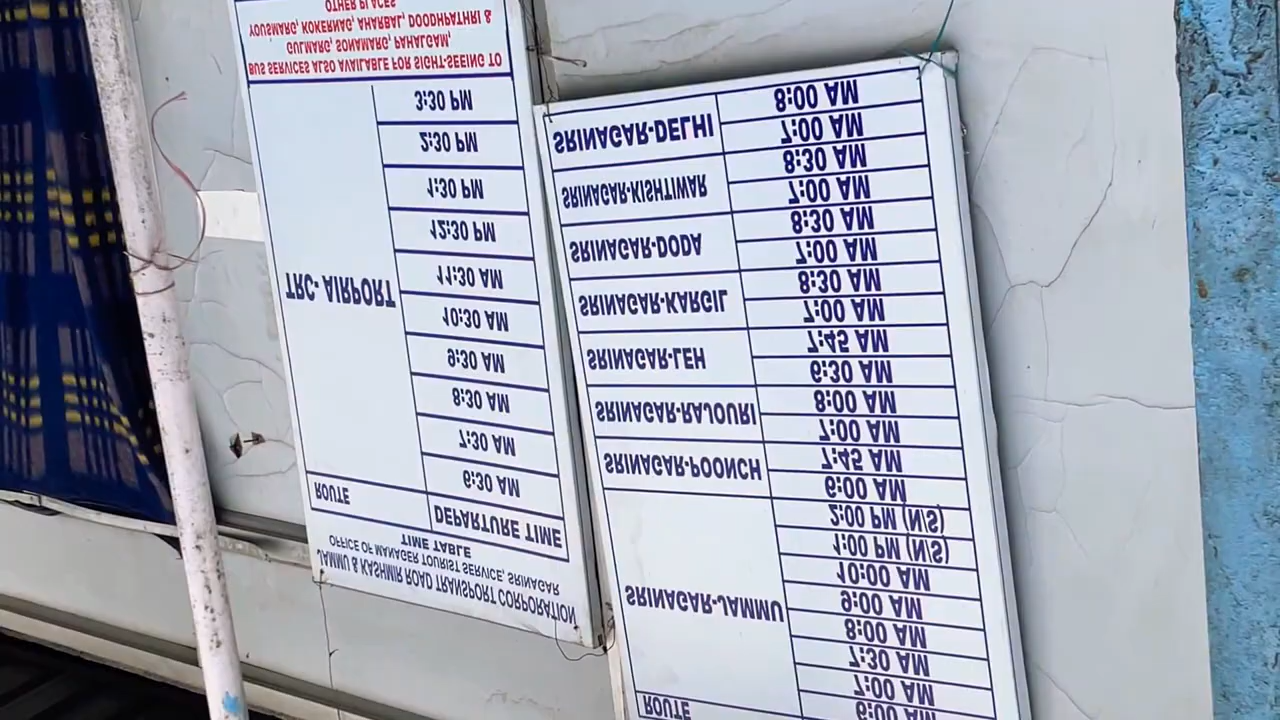 JAMMU & KASHMIR ROAD TRANSPORT CORPORATION
OFFICE OF MANAGER TOURIST SERVICE, SRINAGAR
TIME TABLE
ROUTE DEPARTURE TIME
TRC- AIRPORT
6:30 AM
7:30 AM
8:30 AM
9:30 AM
10:30 AM
11:30 AM
12:30 PM
1:30 PM
2:30 PM
3:30 PM
BUS SERVICES ALSO AVAILABLE FOR SIGHT-SEEING TO
GULMARG, SONAMARG, PAHALGAM,
YOUSMARG, KOKERNAG, AHARBAL, DOODHPATHRI &
OTHER PLACES
ROUTE
SRINAGAR-JAMMU
6:00 AM
7:00 AM
7:30 AM
8:00 AM
9:00 AM
10:00 AM
1:00 PM (N/S)
2:00 PM (N/S)
SRINAGAR-POONCH
6:00 AM
7:45 AM
SRINAGAR-RAJOURI
7:00 AM
8:00 AM
SRINAGAR-LEH
6:30 AM
7:45 AM
SRINAGAR-KARGIL
7:00 AM
8:30 AM
SRINAGAR-DODA
7:00 AM
8:30 AM
SRINAGAR-KISHTIWAR
7:00 AM
8:30 AM
SRINAGAR-DELHI
7:00 AM
8:00 AM